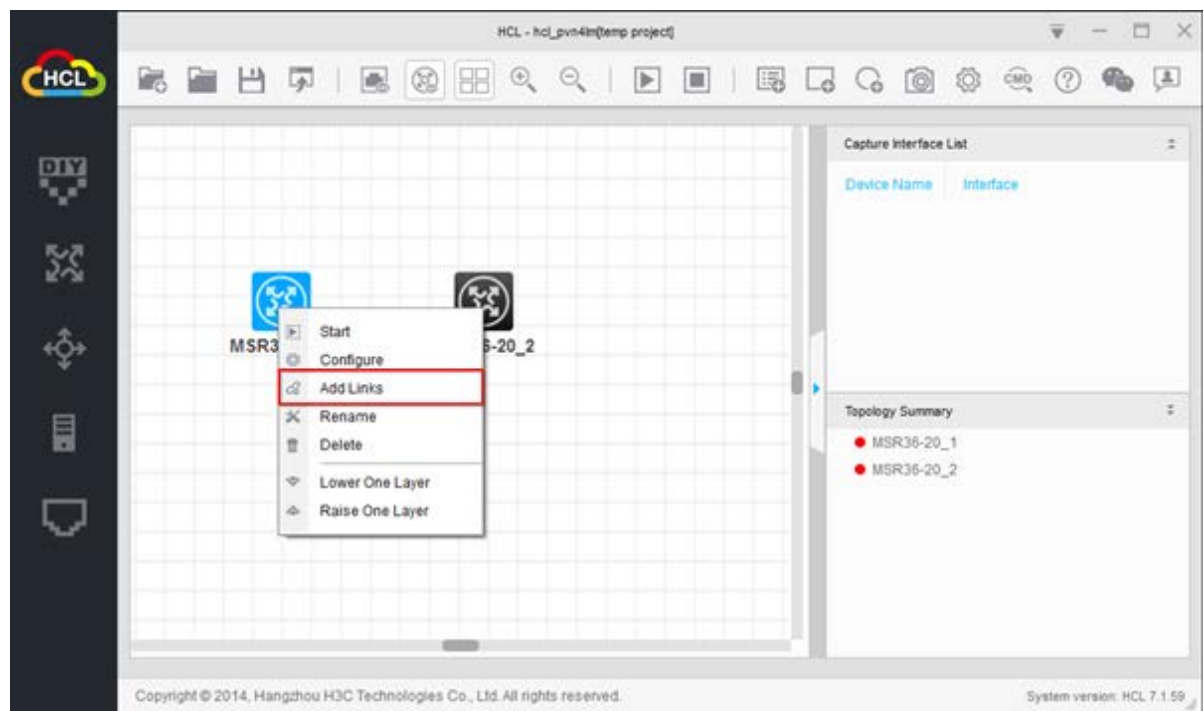 HCL - hcl_pvn4lm[temp project]
HCL
CMD
DIY
Capture Interface List
Device Name Interface
MSR3
6-20_2
Start
Configure
Add Links
Rename
Delete
Lower One Layer
Raise One Layer
Topology Summary
MSR36-20_1
MSR36-20_2
Copyright © 2014, Hangzhou H3C Technologies Co., Ltd. All rights reserved.
System version: HCL 7.1.59